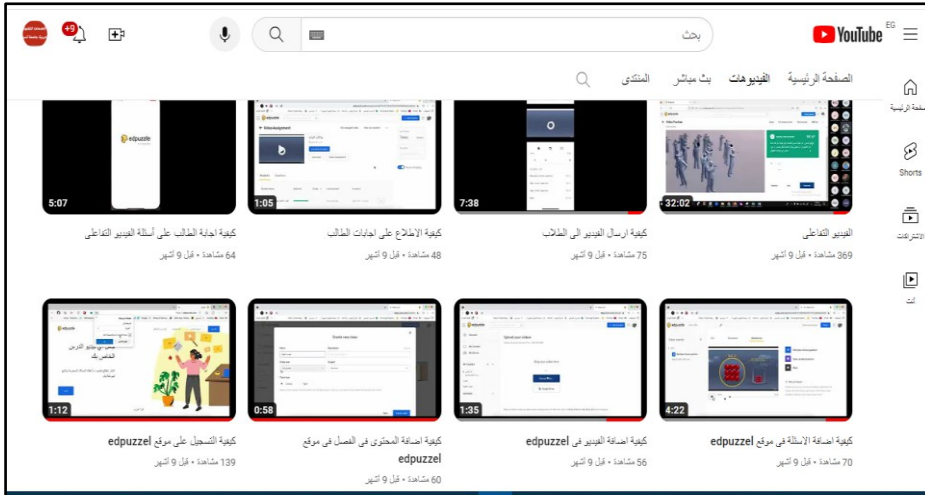 YouTube EG
بحث
+9
الصفحة الرئيسية الفيديوهات بث مباشر المنتدى
الصفحة الرئيسية
Shorts
الاشتراكات
أنت
32:02
7:38
1:05
5:07
edpuzzle
الفيديو التفاعلى
369 مشاهدة • قبل 9 أشهر
كيفية ارسال الفيديو الى الطلاب
75 مشاهدة • قبل 9 أشهر
كيفية الاطلاع على اجابات الطالب
48 مشاهدة • قبل 9 أشهر
كيفية اجابة الطالب على أسئلة الفيديو التفاعلى
64 مشاهدة • قبل 9 أشهر
4:22
1:35
0:58
1:12
كيفية اضافة الاسئلة فى موقع edpuzzel
70 مشاهدة • قبل 9 أشهر
كيفية اضافة الفيديو فى edpuzzel
56 مشاهدة • قبل 9 أشهر
كيفية اضافة المحتوى فى الفصل فى موقع
edpuzzel
60 مشاهدة • قبل 9 أشهر
كيفية التسجيل على موقع edpuzzel
139 مشاهدة • قبل 9 أشهر